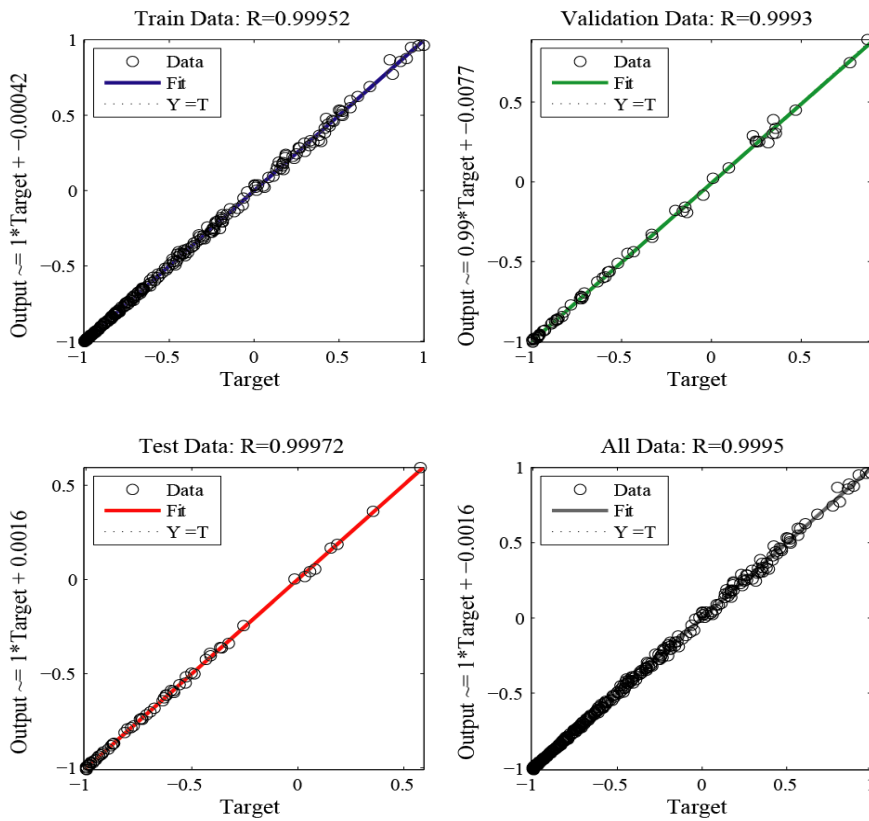 Train Data: R=0.99952
Output ~= 1*Target + −0.00042
1
0.5
0
−0.5
−1
Data
Fit
Y =T
−1
−0.5
0
0.5
1
Target
Validation Data: R=0.9993
Output ~= 0.99*Target + −0.0077
1
0.5
0
−0.5
−1
Data
Fit
Y =T
−1
−0.5
0
0.5
Target
Test Data: R=0.99972
Output ~= 1*Target + 0.0016
0.5
0
−0.5
−1
Data
Fit
Y =T
−1
−0.5
0
0.5
Target
All Data: R=0.9995
Output ~= 1*Target + −0.0016
1
0.5
0
−0.5
−1
Data
Fit
Y =T
−1
−0.5
0
0.5
1
Target